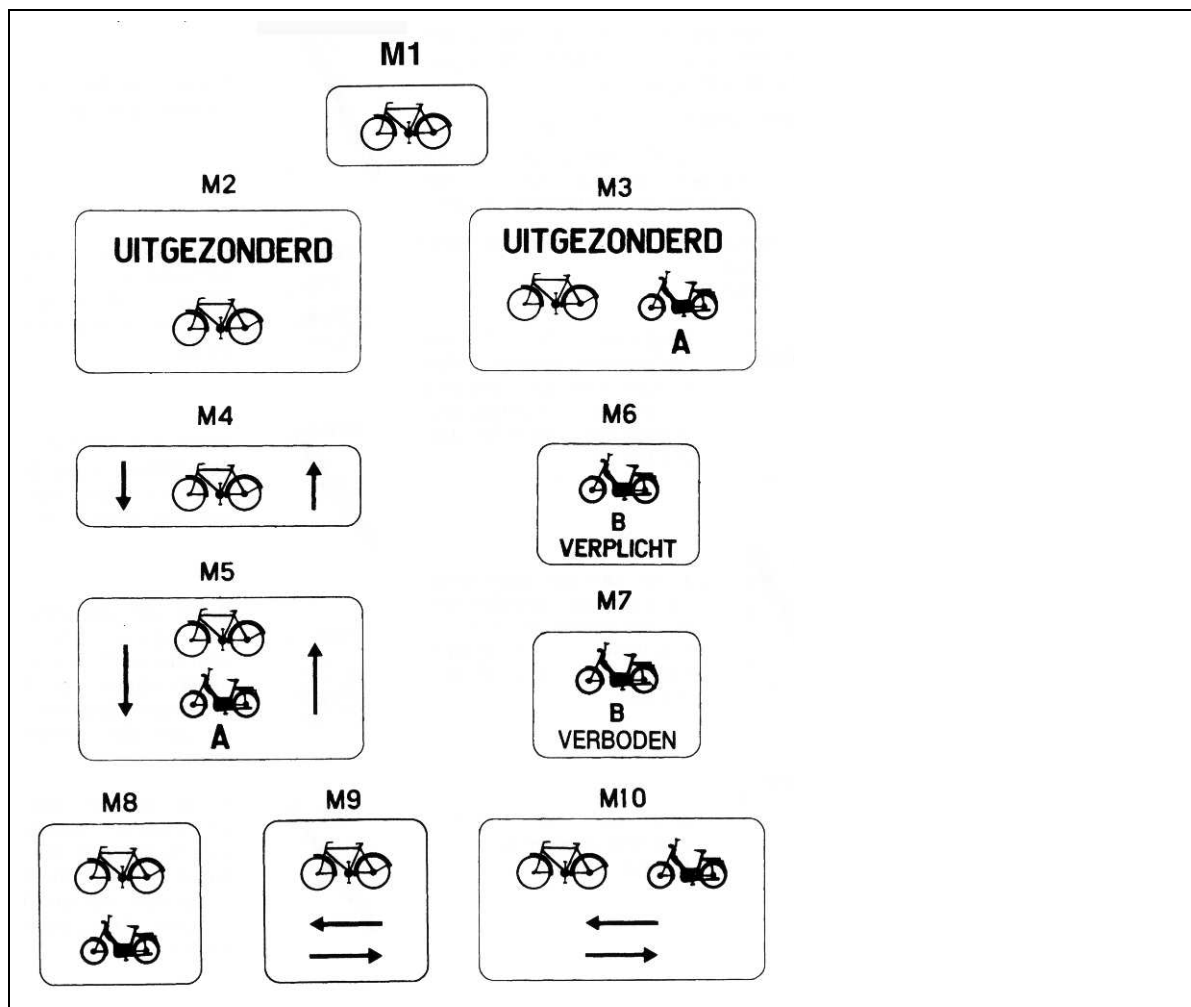 M1
M2
M3
UITGEZONDERD
UITGEZONDERD
A
M4
M6
B
VERPLICHT
M5
A
M7
B
VERBODEN
M8
M9
M10